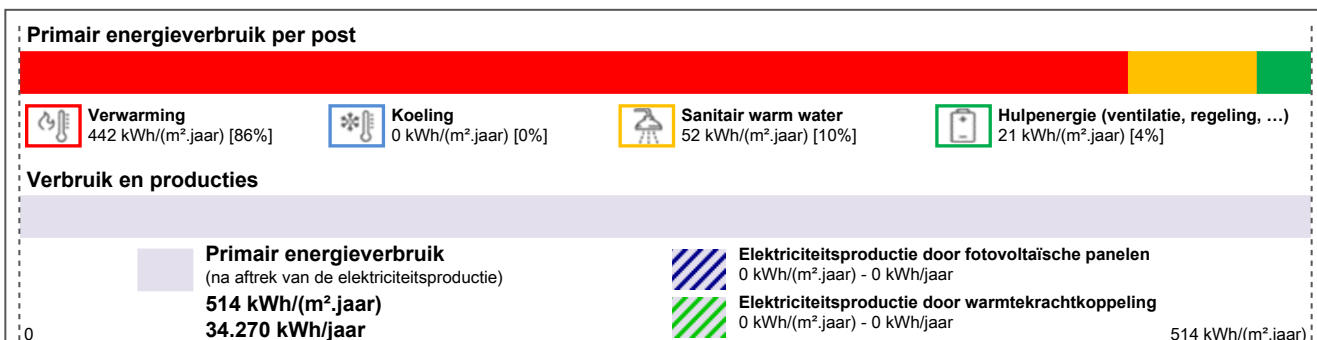 Primair energieverbruik per post
Verwarming
442 kWh/(m².jaar) [86%]
Koeling
0 kWh/(m².jaar) [0%]
Sanitair warm water
52 kWh/(m².jaar) [10%]
Hulpenergie (ventilatie, regeling, …)
21 kWh/(m².jaar) [4%]
Verbruik en producties
Primair energieverbruik
(na aftrek van de elektriciteitsproductie)
514 kWh/(m².jaar)
34.270 kWh/jaar
Elektriciteitsproductie door fotovoltaïsche panelen
0 kWh/(m².jaar) - 0 kWh/jaar
Elektriciteitsproductie door warmtekrachtkoppeling
0 kWh/(m².jaar) - 0 kWh/jaar
0
514 kWh/(m².jaar)